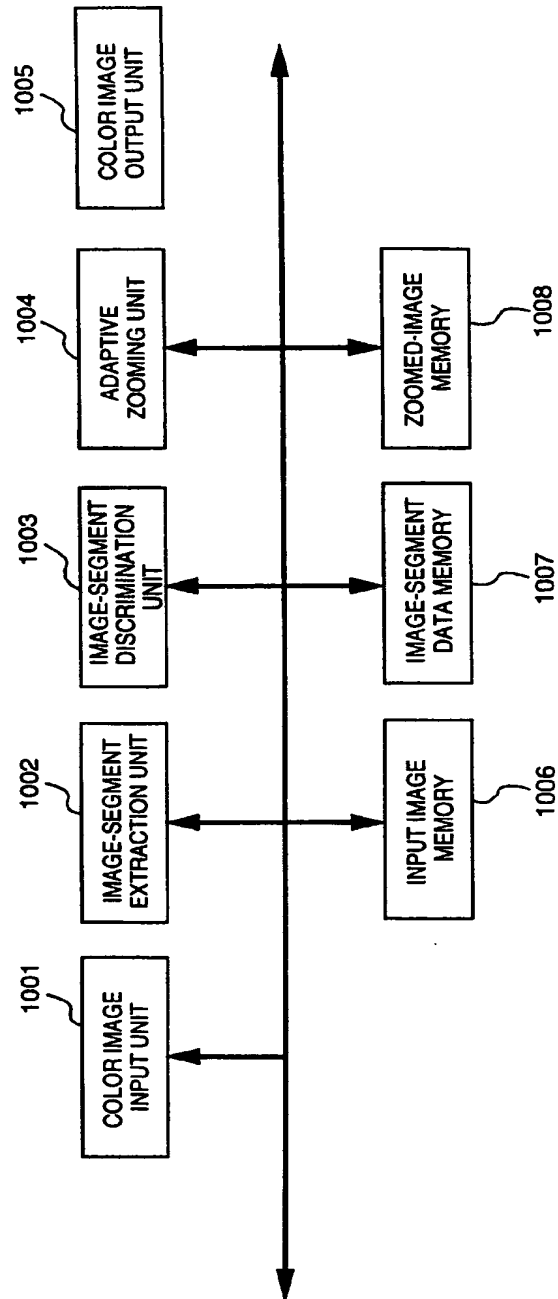 1001
COLOR IMAGE
INPUT UNIT
1002
IMAGE-SEGMENT
EXTRACTION UNIT
1003
IMAGE-SEGMENT
DISCRIMINATION
UNIT
1004
ADAPTIVE
ZOOMING UNIT
1005
COLOR IMAGE
OUTPUT UNIT
INPUT IMAGE
MEMORY
1006
IMAGE-SEGMENT
DATA MEMORY
1007
ZOOMED-IMAGE
MEMORY
1008